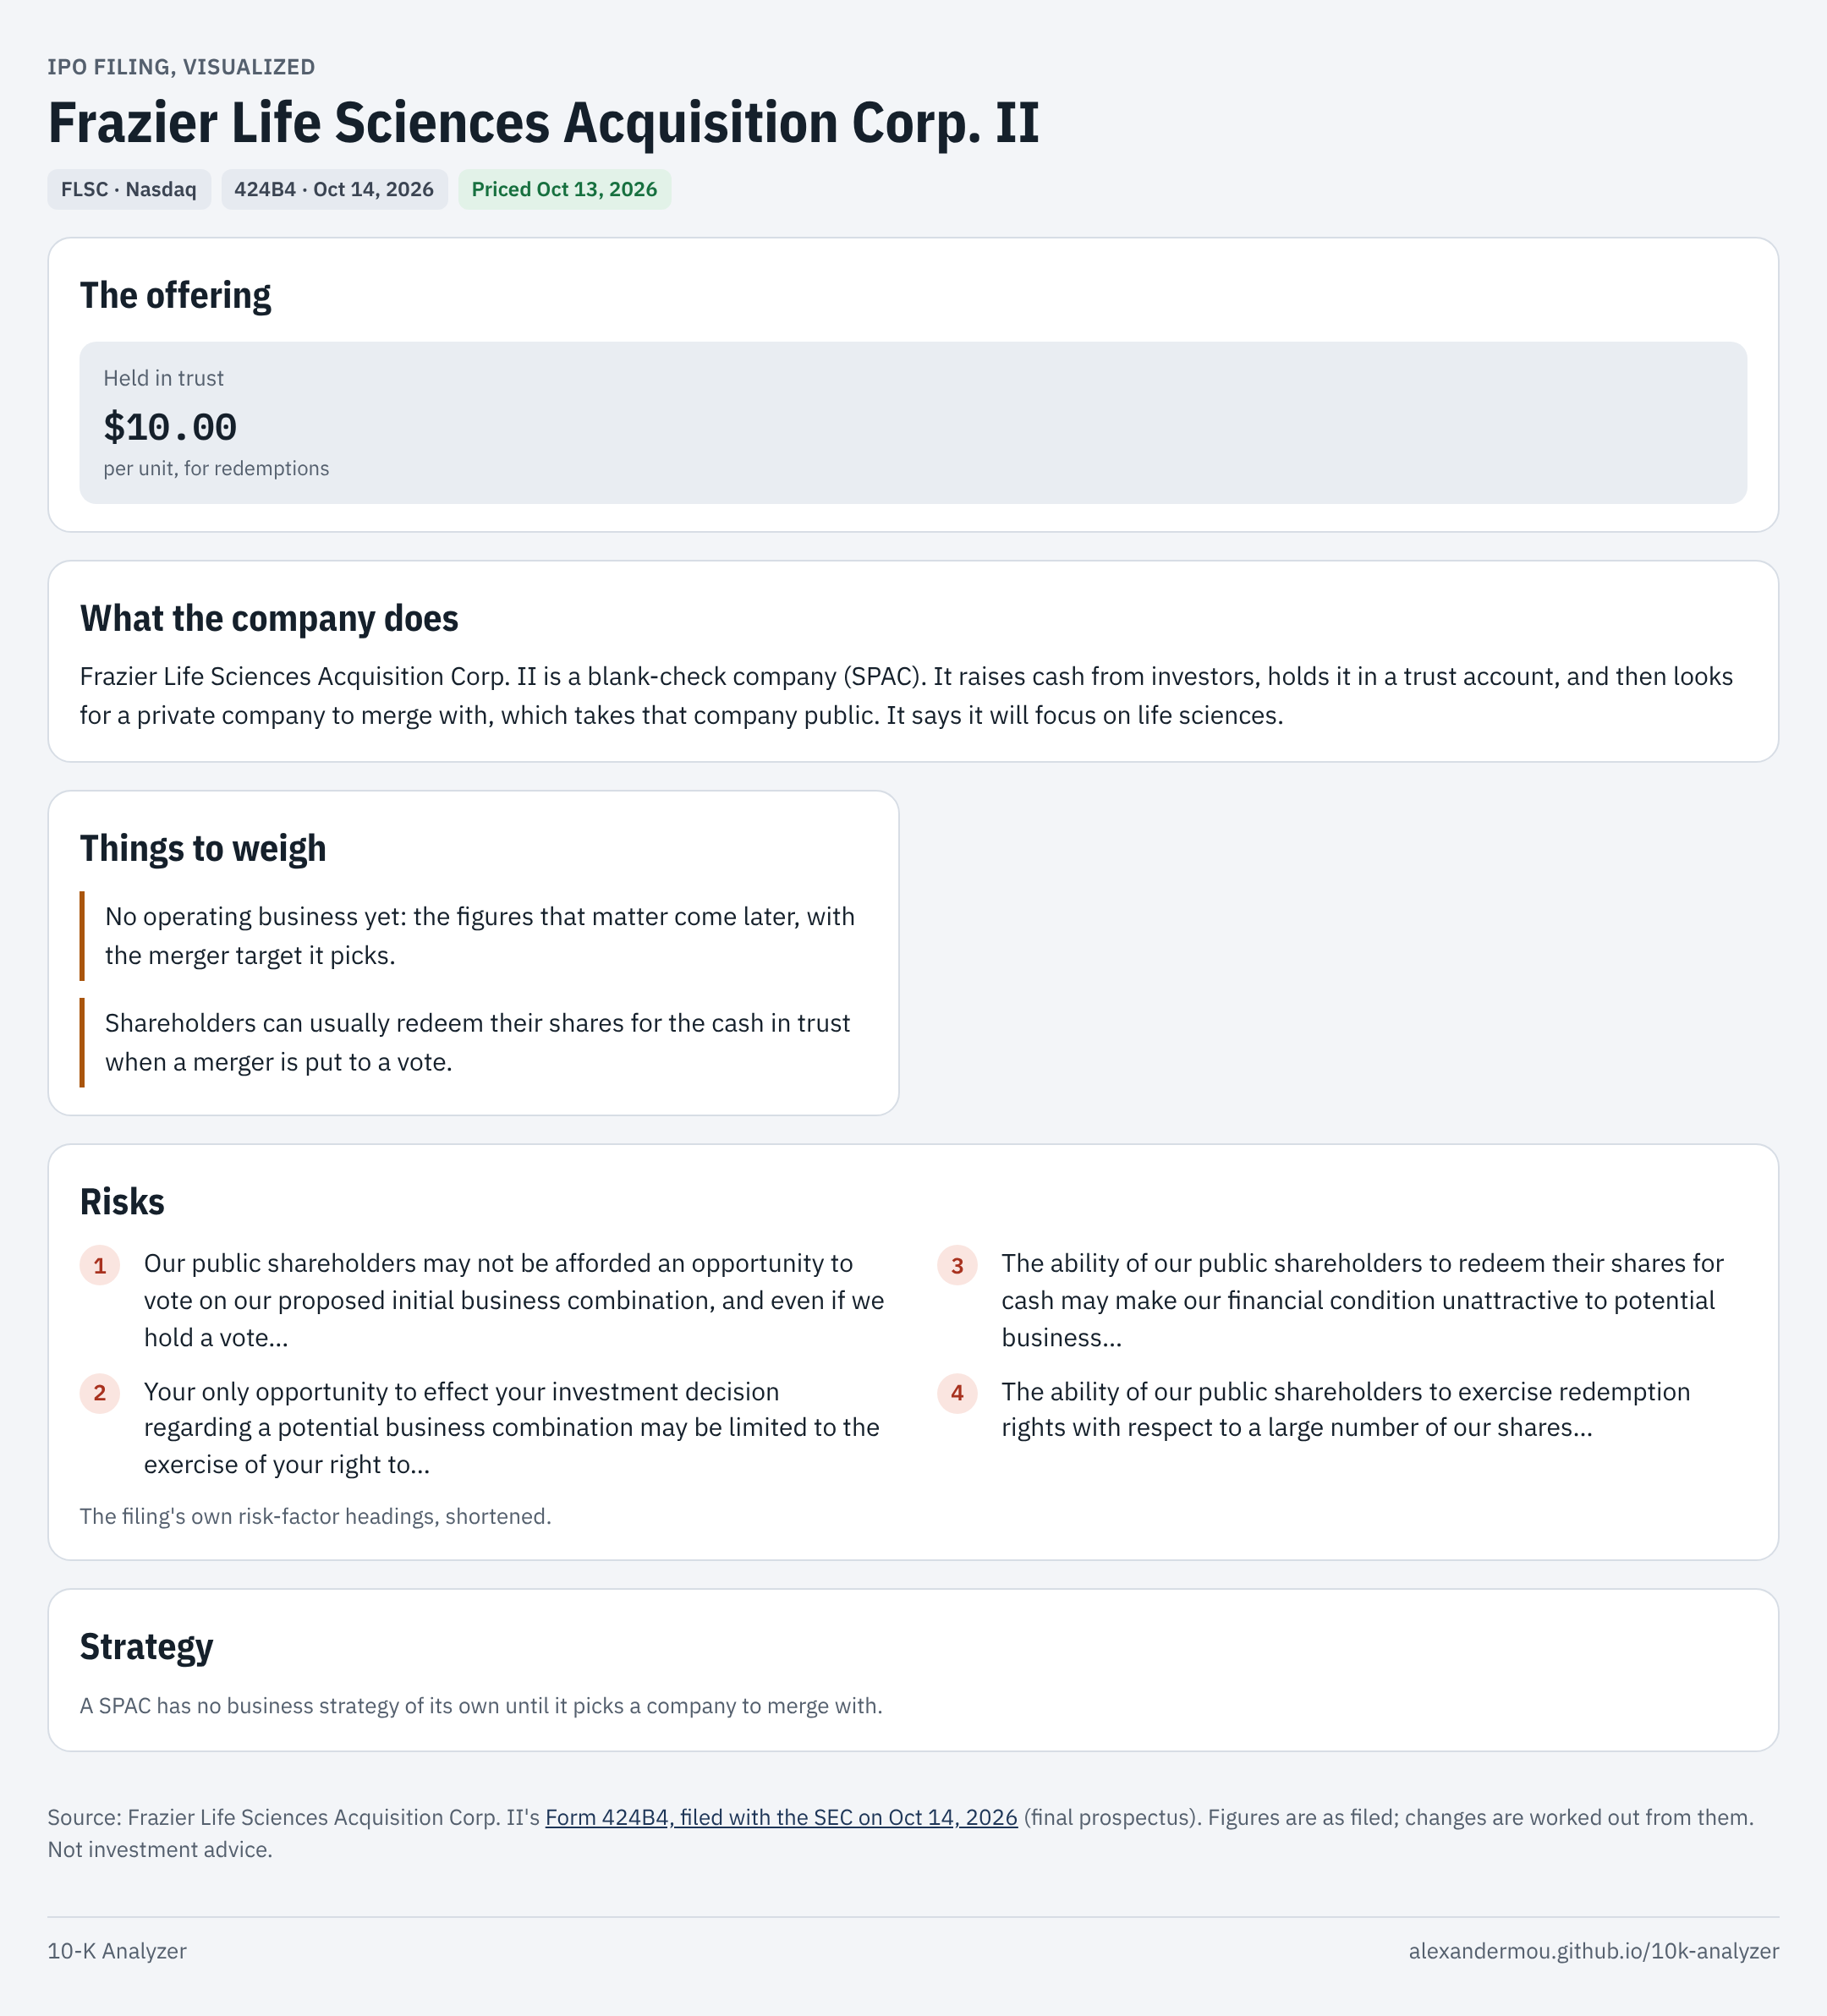 IPO FILING, VISUALIZED
Frazier Life Sciences Acquisition Corp. II
FLSC · Nasdaq
424B4 · Oct 14, 2026
Priced Oct 13, 2026
The offering
Held in trust
$10.00
per unit, for redemptions
What the company does
Frazier Life Sciences Acquisition Corp. II is a blank-check company (SPAC). It raises cash from investors, holds it in a trust account, and then looks
for a private company to merge with, which takes that company public. It says it will focus on life sciences.
Things to weigh
No operating business yet: the figures that matter come later, with
the merger target it picks.
Shareholders can usually redeem their shares for the cash in trust
when a merger is put to a vote.
Risks
1
Our public shareholders may not be afforded an opportunity to
vote on our proposed initial business combination, and even if we
hold a vote...
2
Your only opportunity to effect your investment decision
regarding a potential business combination may be limited to the
exercise of your right to...
3
The ability of our public shareholders to redeem their shares for
cash may make our financial condition unattractive to potential
business...
4
The ability of our public shareholders to exercise redemption
rights with respect to a large number of our shares...
The filing's own risk-factor headings, shortened.
Strategy
A SPAC has no business strategy of its own until it picks a company to merge with.
Source: Frazier Life Sciences Acquisition Corp. II's Form 424B4, filed with the SEC on Oct 14, 2026 (final prospectus). Figures are as filed; changes are worked out from them.
Not investment advice.
10-K Analyzer
alexandermou.github.io/10k-analyzer